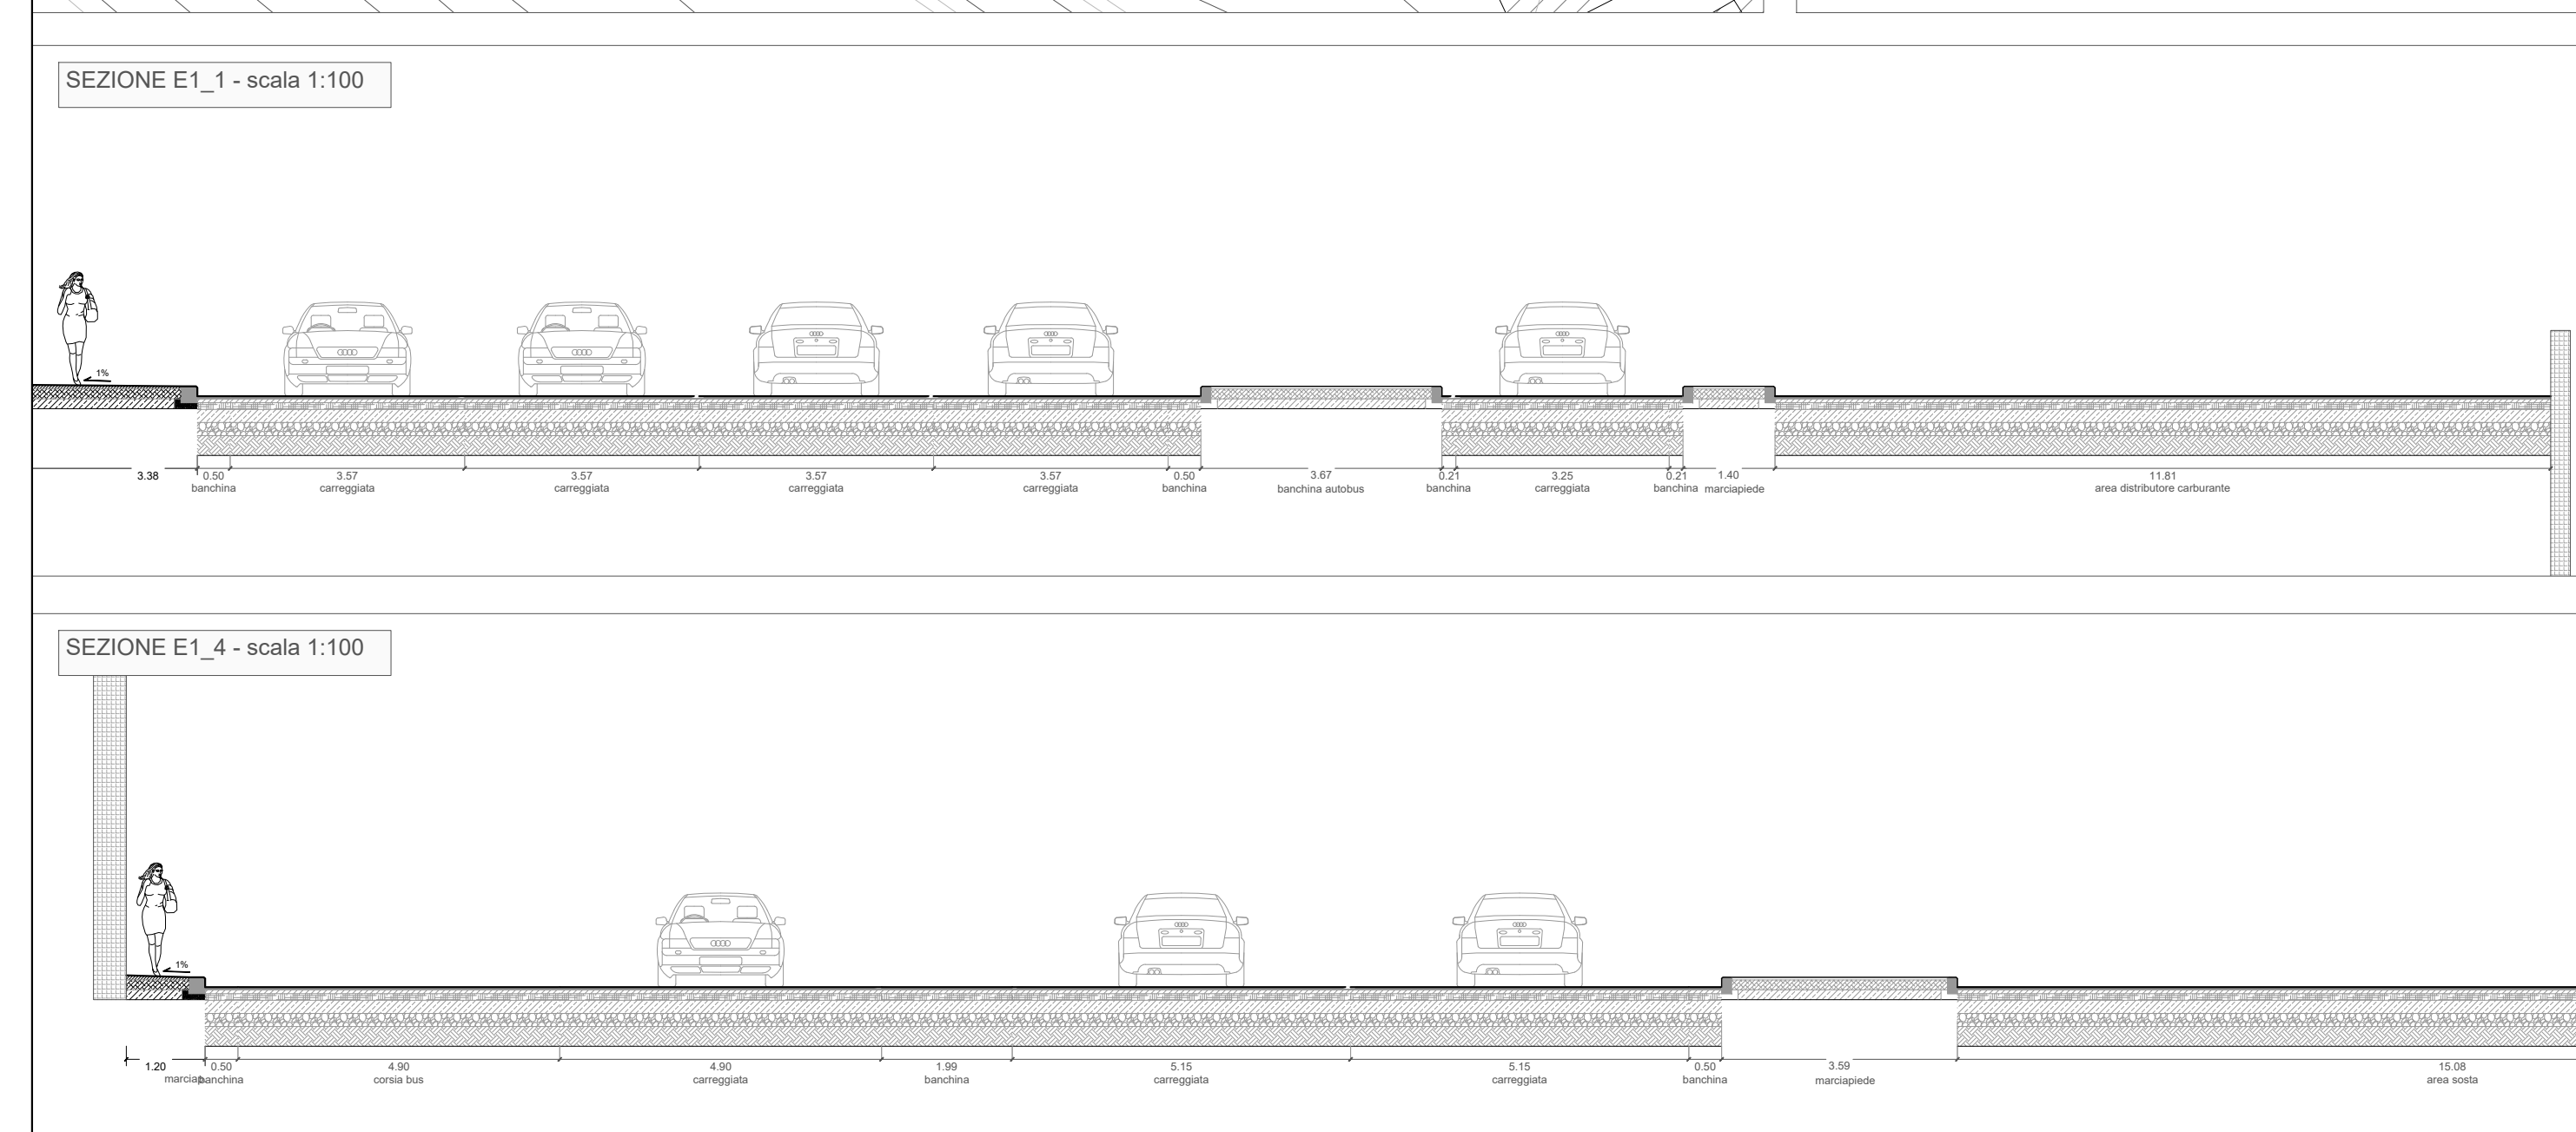 SEZIONE E1_1 - scala 1:100
1%
3.38 0.50 3.57 3.57 3.57 3.57 0.50 3.67 0.21 3.25 0.21 1.40 11.81
banchina carreggiata carreggiata carreggiata carreggiata banchina banchina autobus banchina carreggiata banchina marciapiede area distributore carburante
SEZIONE E1_4 - scala 1:100
1%
1.20 0.50 4.90 4.90 1.99 5.15 5.15 0.50 3.59 15.08
marciap banchina corsia bus carreggiata banchina carreggiata carreggiata banchina marciapiede area sosta